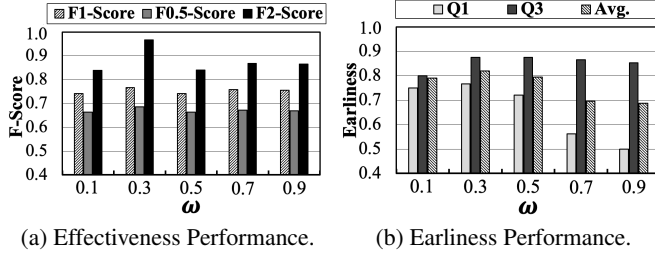 F1-Score F0.5-Score F2-Score
1.0
0.9
0.8
0.7
0.6
0.5
0.4
F-Score
0.1 0.3 0.5 0.7 0.9
ω
(a) Effectiveness Performance.
Q1 Q3 Avg.
1.0
0.9
0.8
0.7
0.6
0.5
0.4
Earliness
0.1 0.3 0.5 0.7 0.9
ω
(b) Earliness Performance.